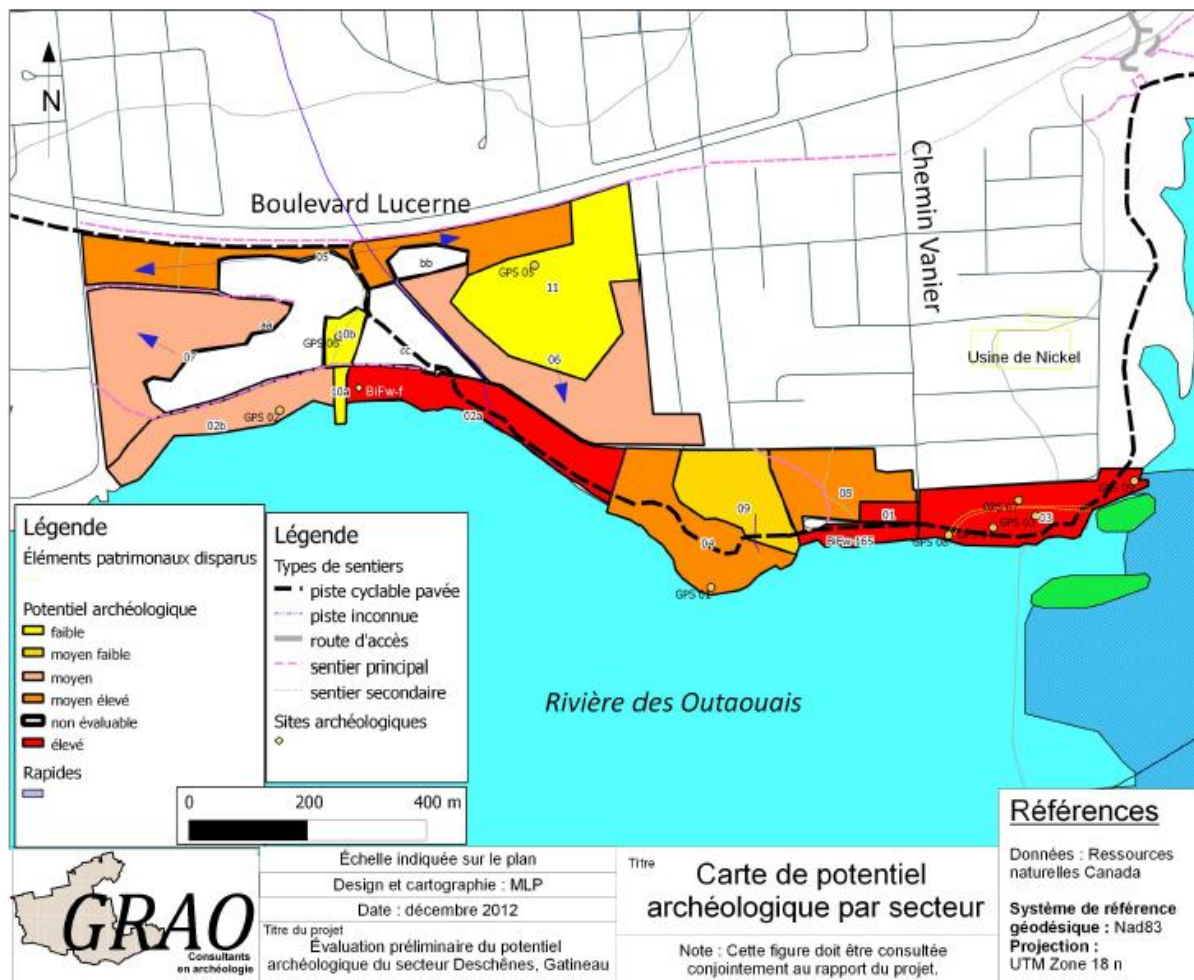 N
Boulevard Lucerne
Chemin Vanier
05
bb
GPS 05
11
10b
GPS 06
07
cc
06
Usine de Nickel
10a
BiFw-f
02a
GPS 02
02b
09
08
01
03
04
BiFw-165
GPS 01
Rivière des Outaouais
Légende
Éléments patrimonaux disparus
Potentiel archéologique
faible
moyen faible
moyen
moyen élevé
non évaluable
élevé
Rapides
Légende
Types de sentiers
piste cyclable pavée
piste inconnue
route d'accès
sentier principal
sentier secondaire
Sites archéologiques
0 200 400 m
GRAO
Consultants
en archéologie
Échelle indiquée sur le plan
Design et cartographie : MLP
Date : décembre 2012
Titre du projet
Évaluation préliminaire du potentiel
archéologique du secteur Deschênes, Gatineau
Titre
Carte de potentiel
archéologique par secteur
Note : Cette figure doit être consultée
conjointement au rapport du projet.
Références
Données : Ressources
naturelles Canada
Système de référence
géodésique : Nad83
Projection :
UTM Zone 18 n